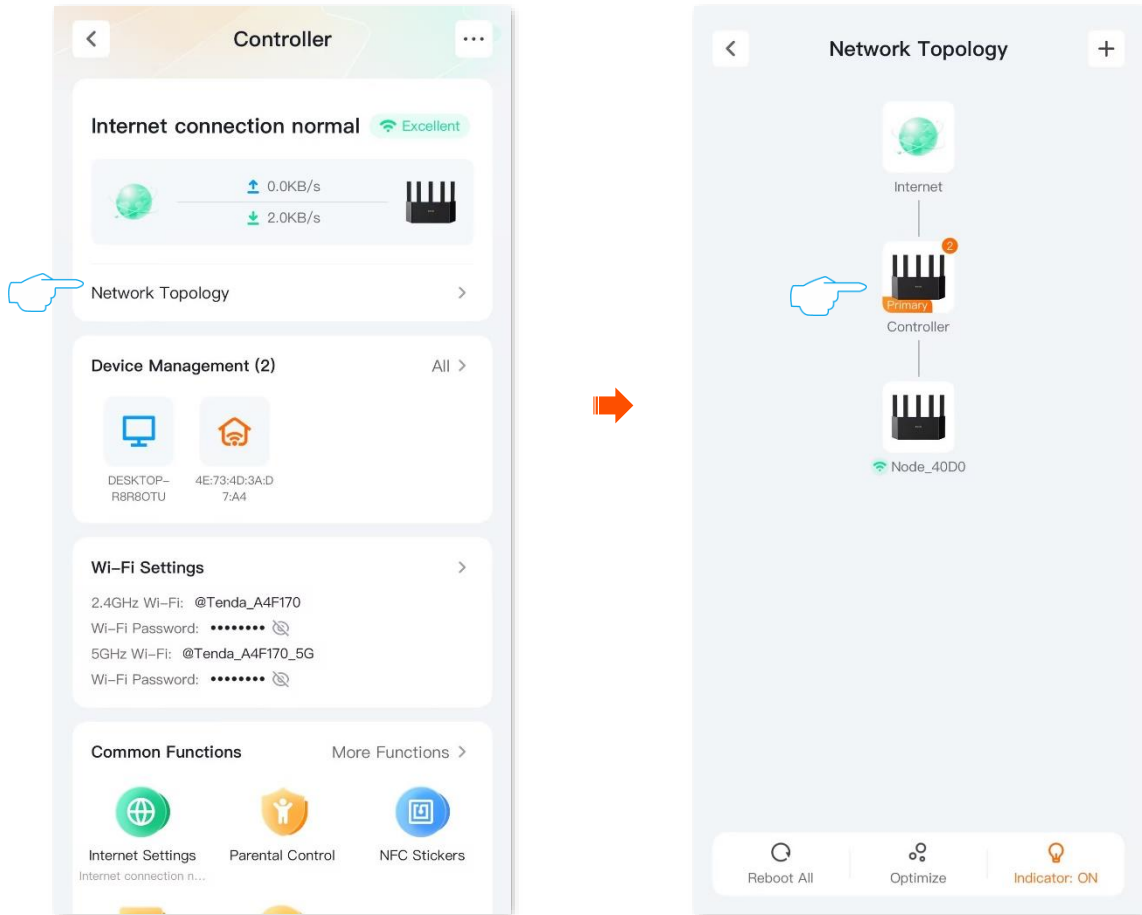 Controller
Internet connection normal
Excellent
0.0KB/s
2.0KB/s
Network Topology
Device Management (2)
All
DESKTOP-
R8R8OTU
4E:73:4D:3A:D
7:A4
Wi-Fi Settings
2.4GHz Wi-Fi: @Tenda_A4F170
Wi-Fi Password: ••••••••
5GHz Wi-Fi: @Tenda_A4F170_5G
Wi-Fi Password: ••••••••
Common Functions
More Functions
Internet Settings
Internet connection n...
Parental Control
NFC Stickers
Network Topology
Internet
2
Primary
Controller
Node_40D0
Reboot All
Optimize
Indicator: ON